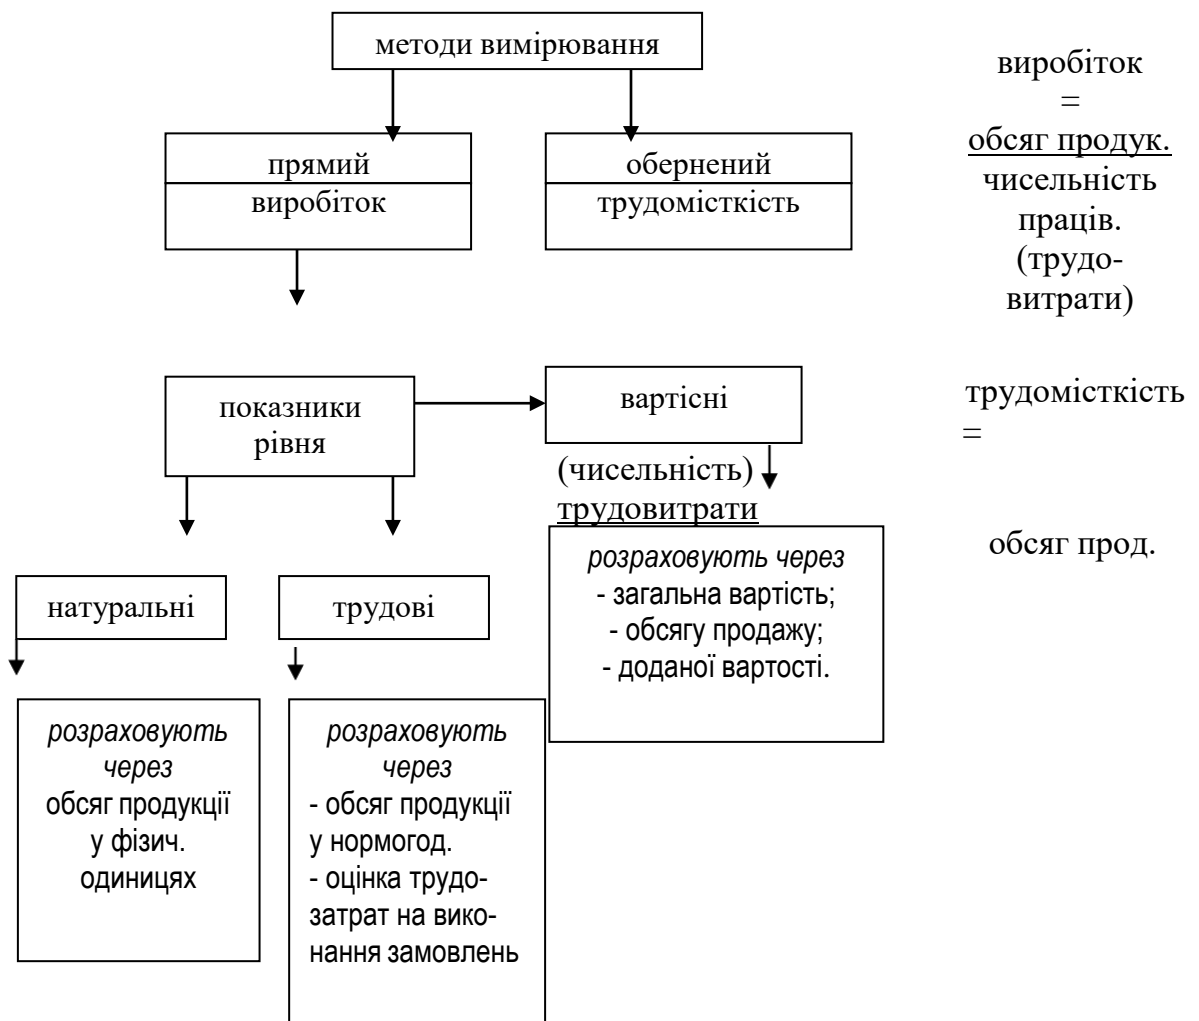 методи вимірювання
прямий
виробіток
обернений
трудомісткість
виробіток
=
обсяг продук.
чисельність
праців.
(трудо-
витрати)
показники
рівня
вартісні
трудомісткість
=
(чисельність)
трудовитрати
обсяг прод.
розраховують через
- загальна вартість;
- обсягу продажу;
- доданої вартості.
натуральні
трудові
розраховують
через
обсяг продукції
у фізич.
одиницях
розраховують
через
- обсяг продукції
у нормогод.
- оцінка трудо-
затрат на вико-
нання замовлень